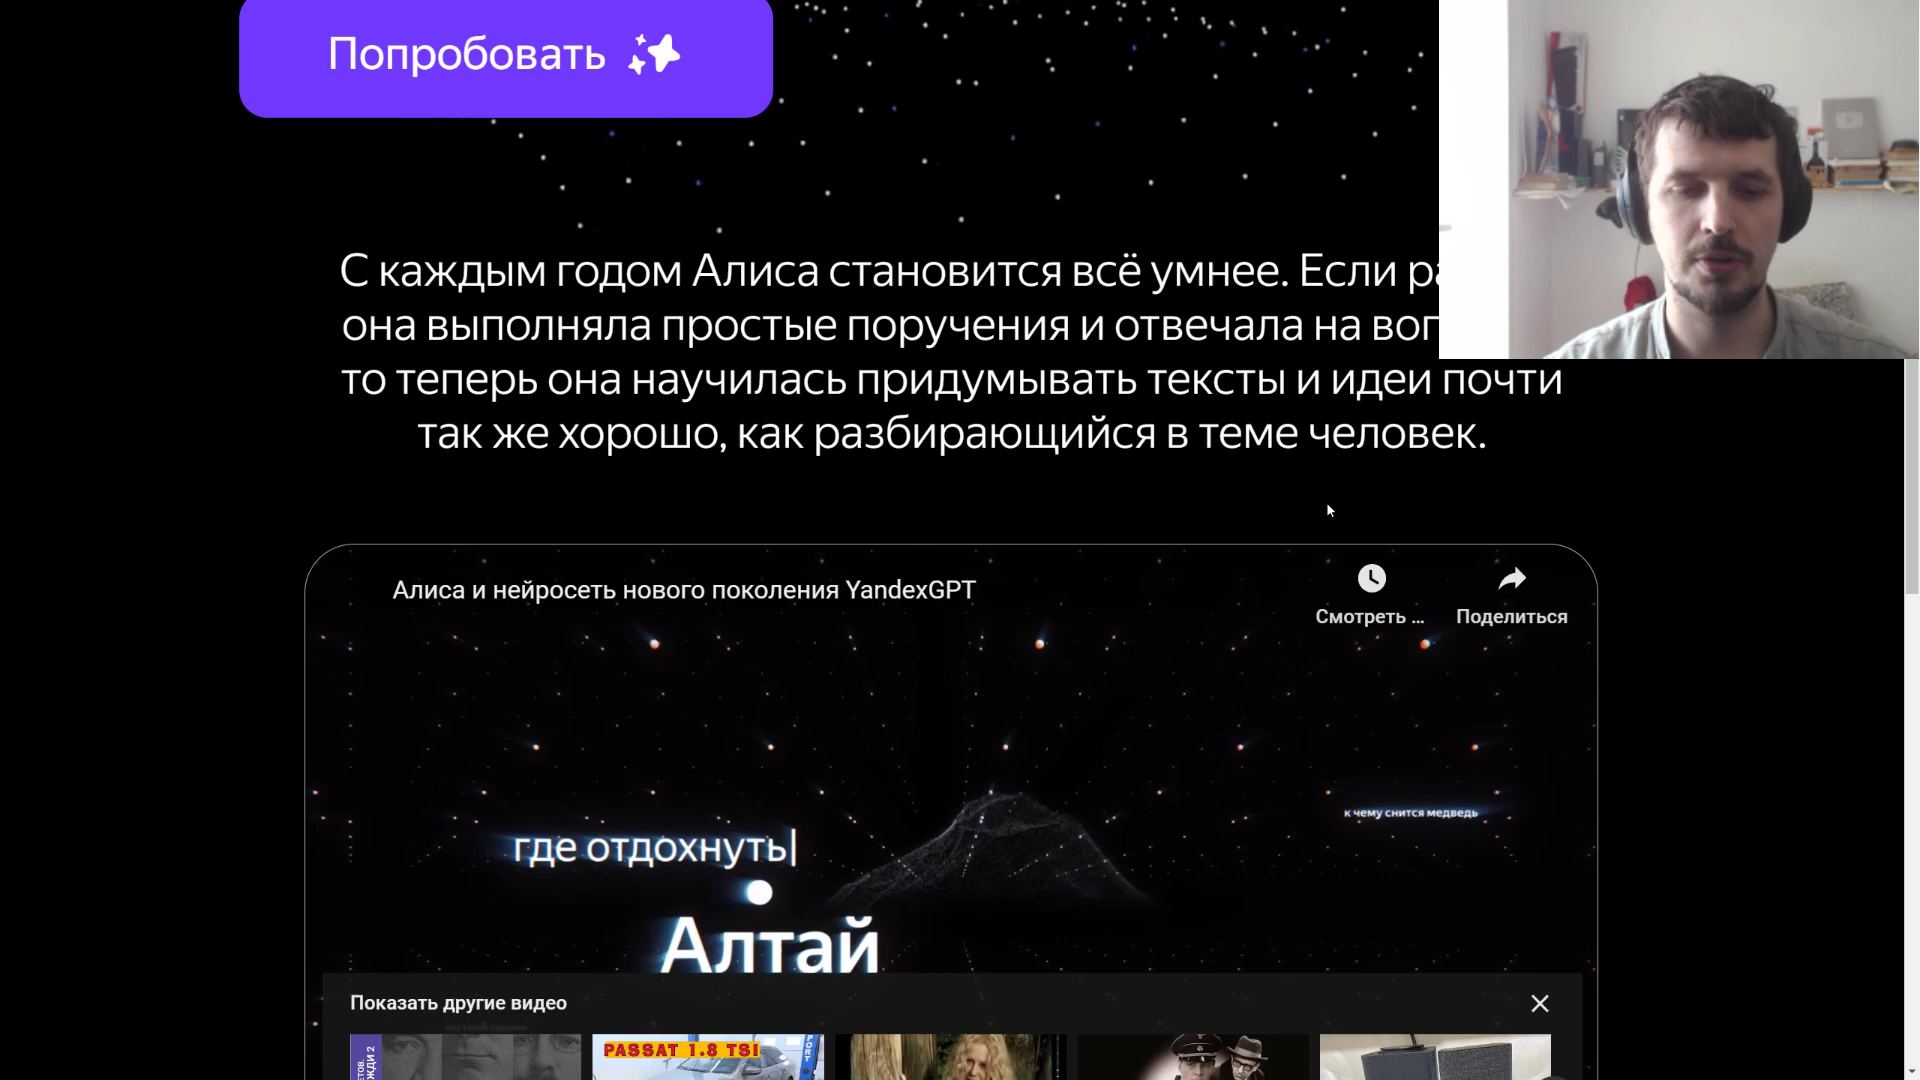 Попробовать
С каждым годом Алиса становится всё умнее. Если
она выполняла простые поручения и отвечала на
то теперь она научилась придумывать тексты и идеи почти
так же хорошо, как разбирающийся в теме человек.
Алиса и нейросеть нового поколения YandexGPT
Смотреть ...
Поделиться
к чему снится медведь
где отдохнуть|
Алтай
Показать другие видео
PASSAT 1.8 TSI